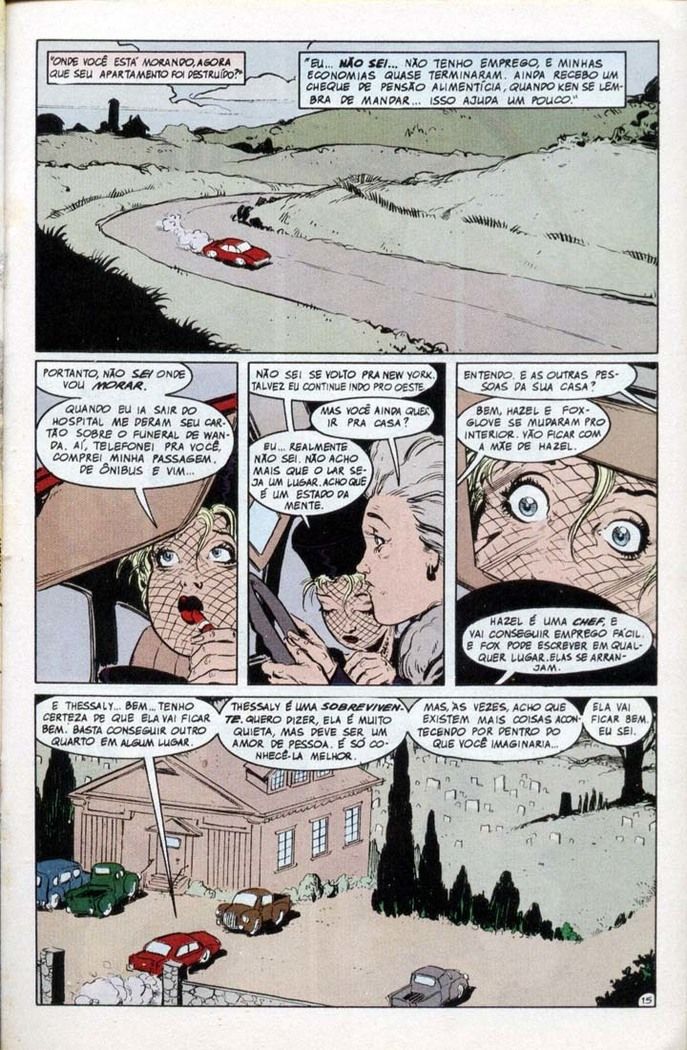 "ONDE VOCÊ ESTÁ MORANDO, AGORA
QUE SEU APARTAMENTO FOI DESTRUÍDO?"
"EU... NÃO SEI... NÃO TENHO EMPREGO, E MINHAS
ECONOMIAS QUASE TERMINARAM. AINDA RECEBO UM
CHEQUE DE PENSÃO ALIMENTÍCIA, QUANDO KEN SE LEM-
BRA DE MANDAR... ISSO AJUDA UM POUCO."
PORTANTO, NÃO SEI ONDE
VOU MORAR.
QUANDO EU IA SAIR DO
HOSPITAL ME DERAM SEU CAR-
TÃO SOBRE O FUNERAL DE WAN-
DA. AÍ, TELEFONEI PRA VOCÊ,
COMPREI MINHA PASSAGEM.
DE ÔNIBUS E VIM...
NÃO SEI SE VOLTO PRA NEW YORK.
TALVEZ EU CONTINUE INDO PRO OESTE.
MAS VOCÊ AINDA QUER
IR PRA CASA?
EU... REALMENTE
NÃO SEI. NÃO ACHO
MAIS QUE O LAR SE-
JA UM LUGAR. ACHO QUE
É UM ESTADO DA
MENTE.
ENTENDO. E AS OUTRAS PES-
SOAS DA SUA CASA?
BEM, HAZEL E FOX-
GLOVE SE MUDARAM PRO
INTERIOR. VÃO FICAR COM
A MÃE DE HAZEL.
HAZEL É UMA CHEF, E
VAI CONSEGUIR EMPREGO FÁCIL.
E FOX PODE ESCREVER EM QUAL-
QUER LUGAR. ELAS SE ARRAN-
JAM.
E THESSALY... BEM... TENHO
CERTEZA DE QUE ELA VAI FICAR
BEM. BASTA CONSEGUIR OUTRO
QUARTO EM ALGUM LUGAR.
THESSALY É UMA SOBREVIVEN-
TE. QUERO DIZER, ELA É MUITO
QUIETA, MAS DEVE SER UM
AMOR DE PESSOA. É SÓ CO-
NHECÊ-LA MELHOR.
MAS, ÀS VEZES, ACHO QUE
EXISTEM MAIS COISAS ACON-
TECENDO POR DENTRO DO
QUE VOCÊ IMAGINARIA...
ELA VAI
FICAR BEM.
EU SEI.
15